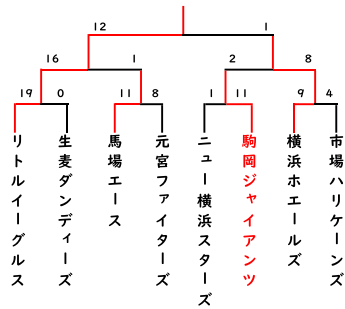 12 1
16 1 2 8
19 0 11 8 1 11 9 4
リトルイーグルス
生麦ダンディーズ
馬場エース
元宮ファイターズ
ニュー横浜スターズ
駒岡ジャイアンツ
横浜ホエールズ
市場ハリケーンズ